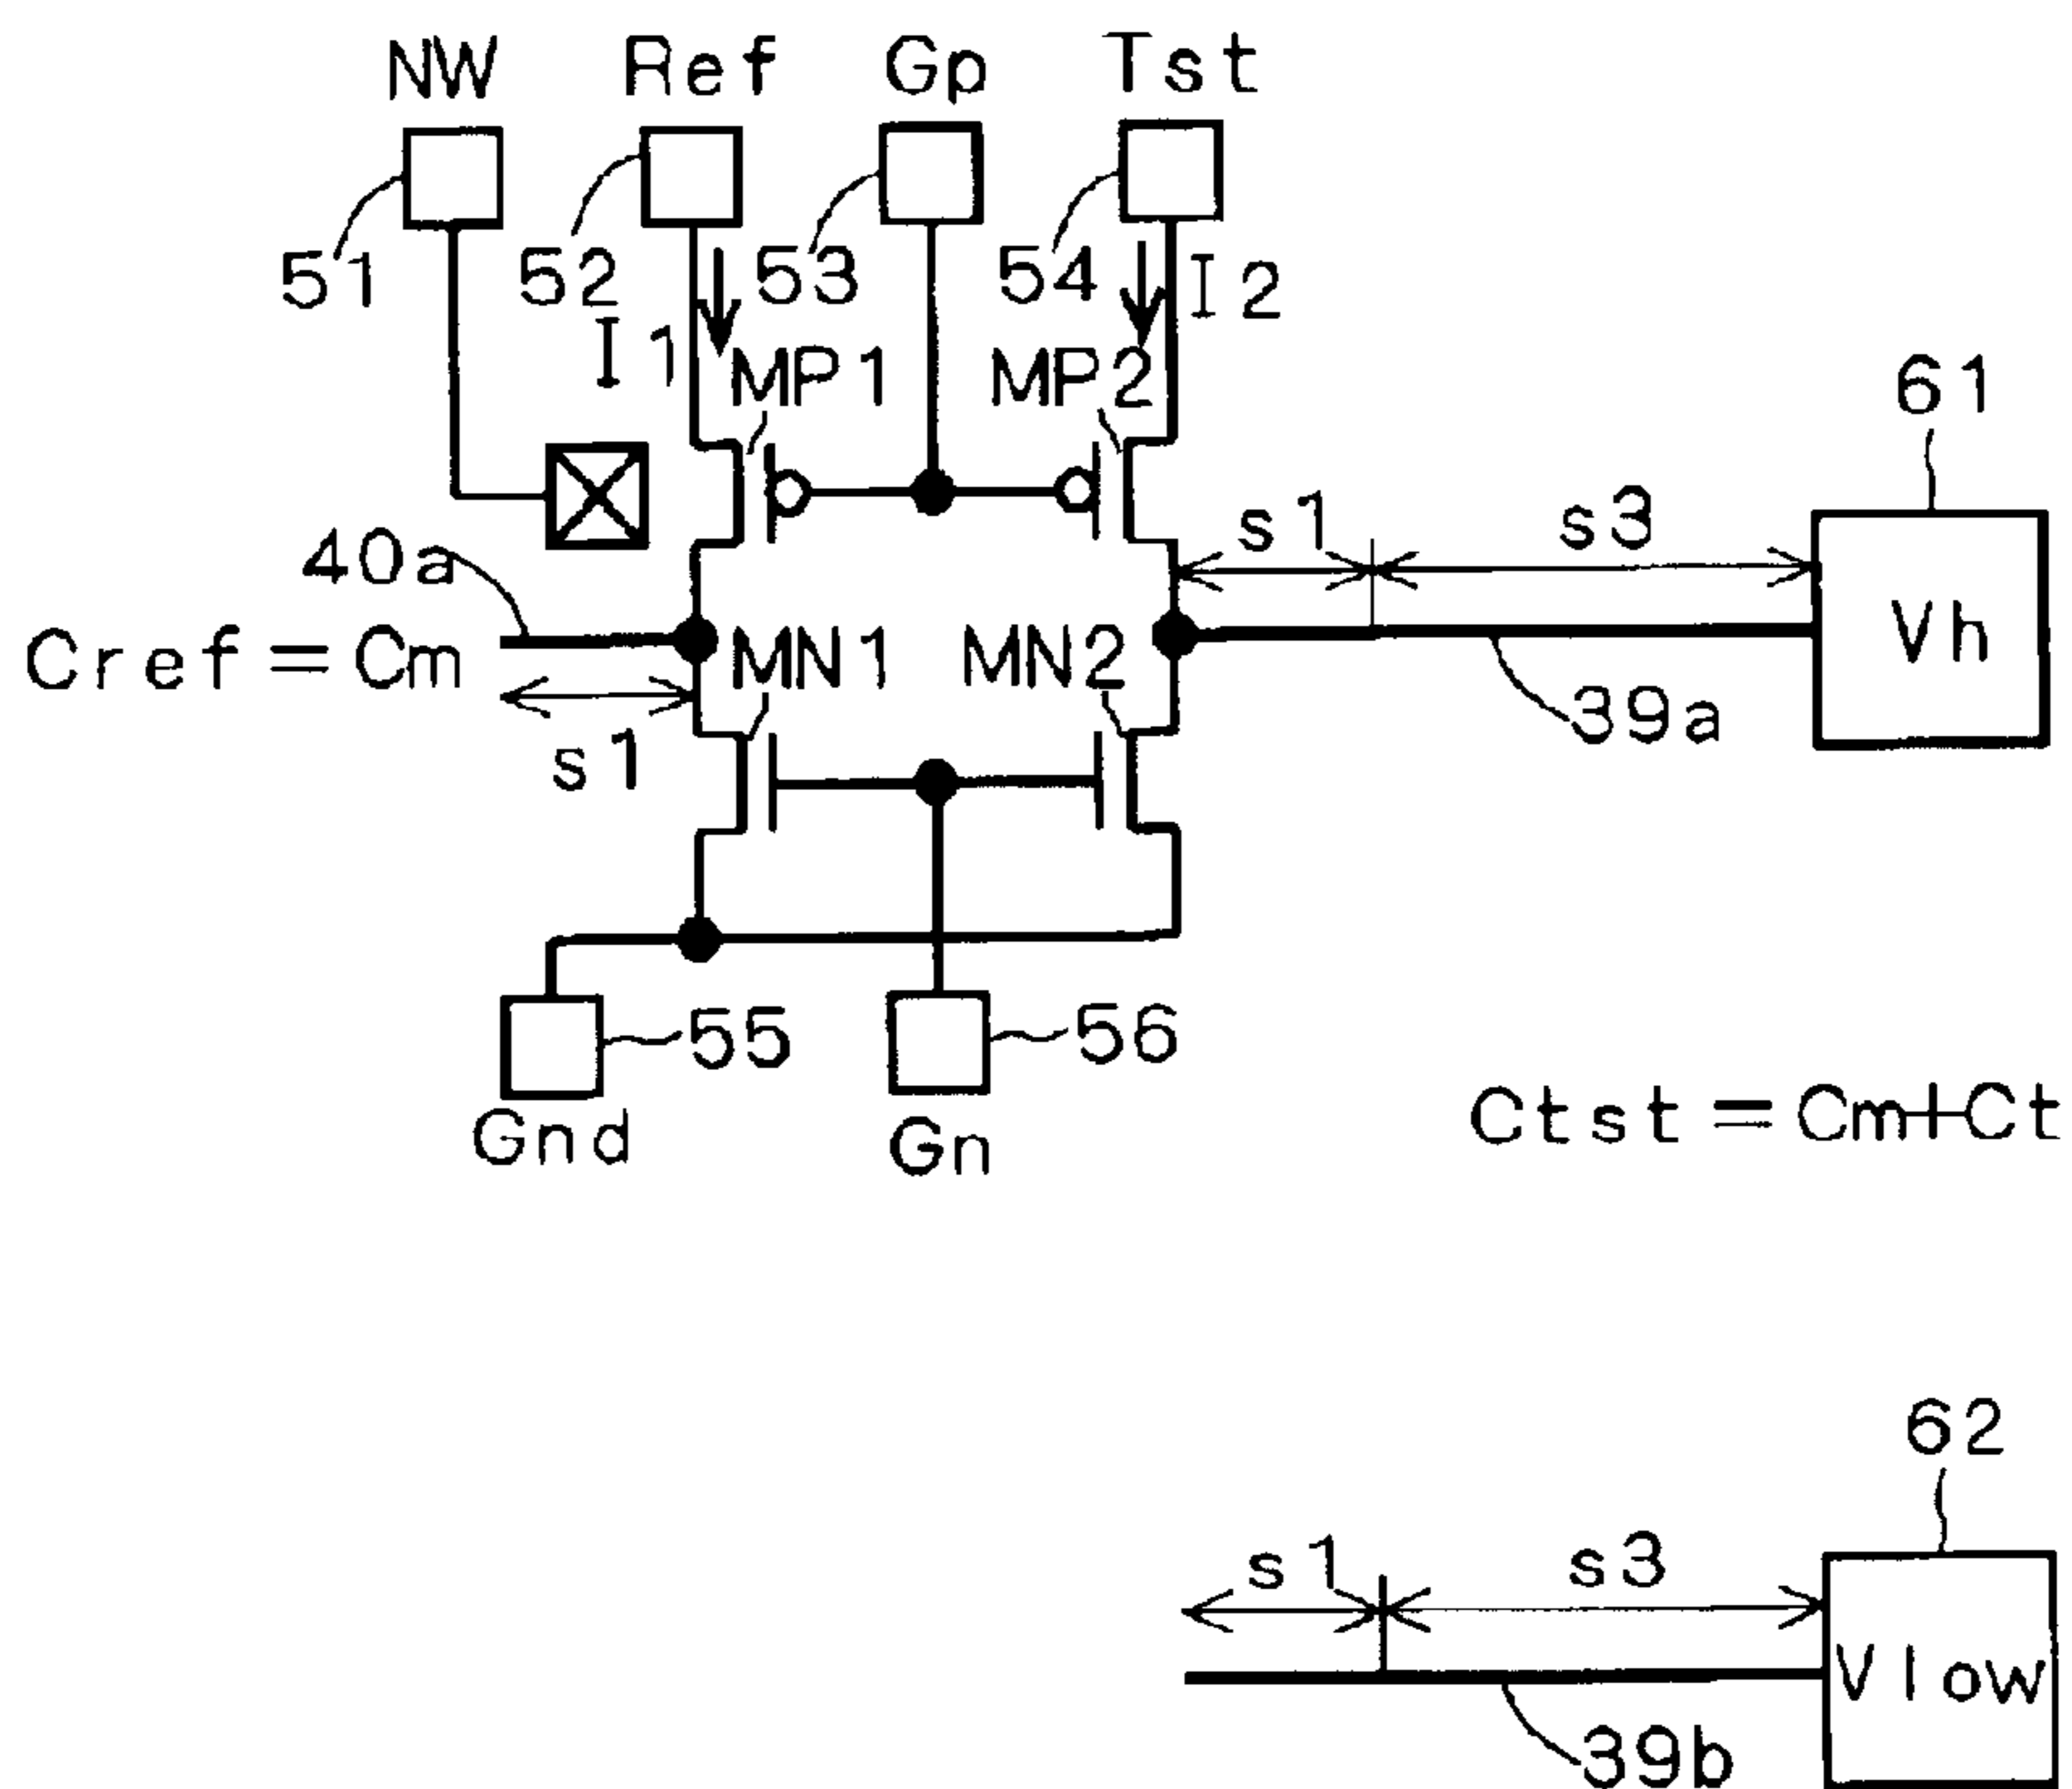 NW Ref Gp Tst
51 52 53 54 I2
I1 MP1 MP2 61
40a s1 s3
Cref=Cm MN1 MN2 Vh
s1 39a
55 56
Gnd Gn Ctst=Cm+Ct
62
s1 s3
Vlow
39b